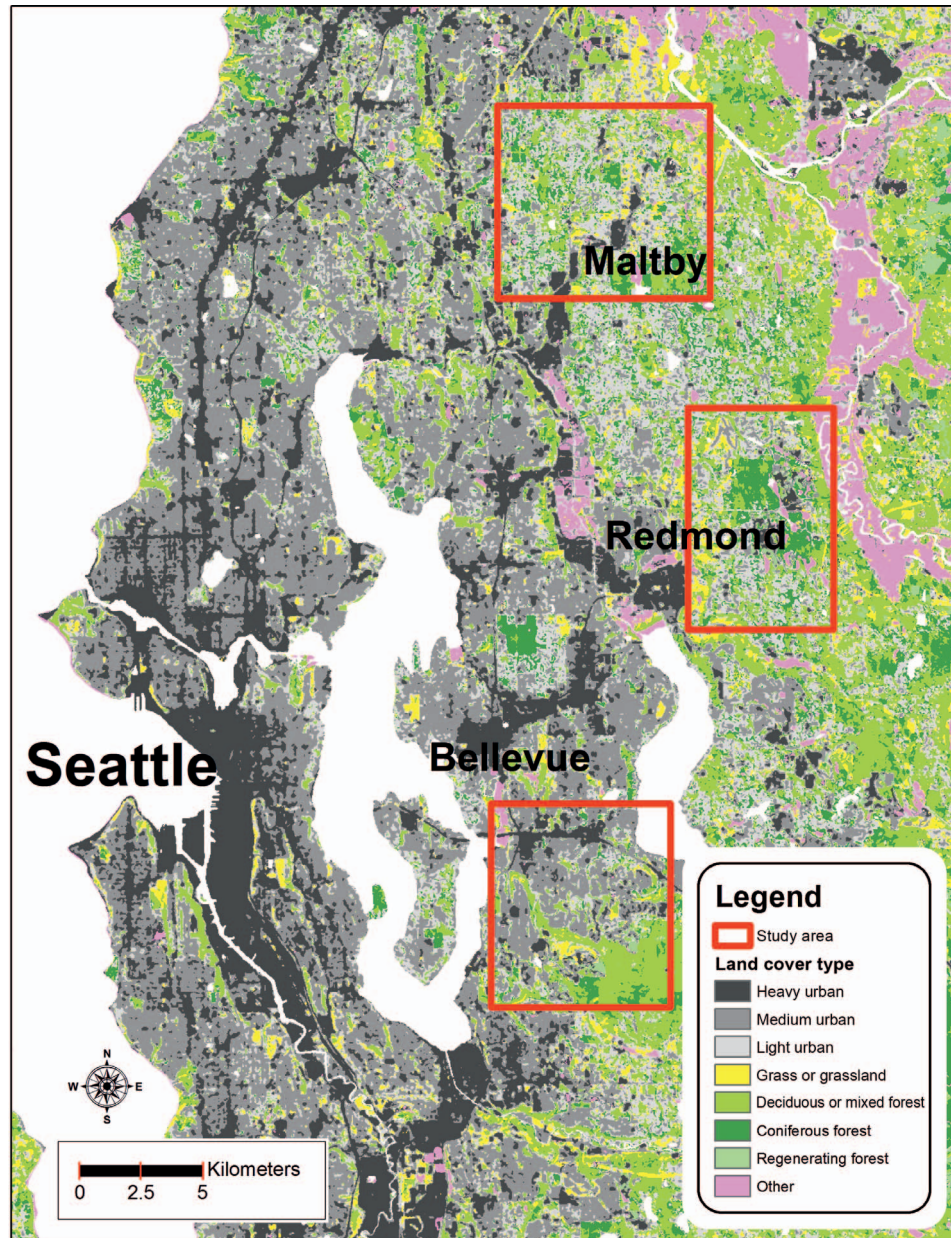 Maltby
Redmond
Seattle
Bellevue
Legend
Study area
Land cover type
Heavy urban
Medium urban
Light urban
Grass or grassland
Deciduous or mixed forest
Coniferous forest
Regenerating forest
Other
N
W E
S
Kilometers
0 2.5 5